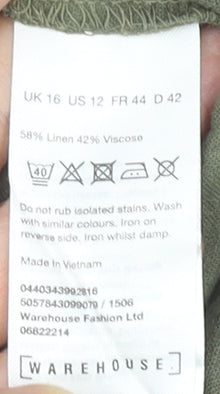 UK 16 US 12 FR 44 D 42
58% Linen 42% Viscose
40
Do not rub isolated stains. Wash
with similar colours. Iron on
reverse side. Iron whilst damp.
Made in Vietnam
0440343992816
5057843099079 / 1506
Warehouse Fashion Ltd
06822214
[WAREHOUSE.]